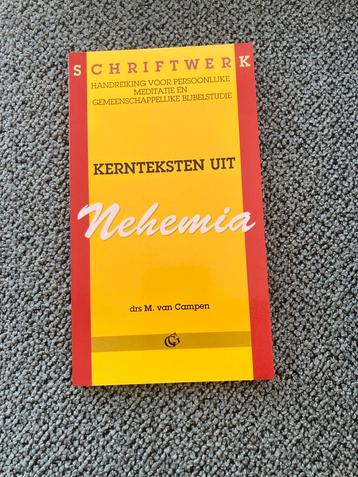 SCHRIFTWERK
HANDREIKING VOOR PERSOONLIJKE
MEDITATIE EN
GEMEENSCHAPPELIJKE BIJBELSTUDIE
KERNTEKSTEN UIT
Nehemia
drs M. van Campen